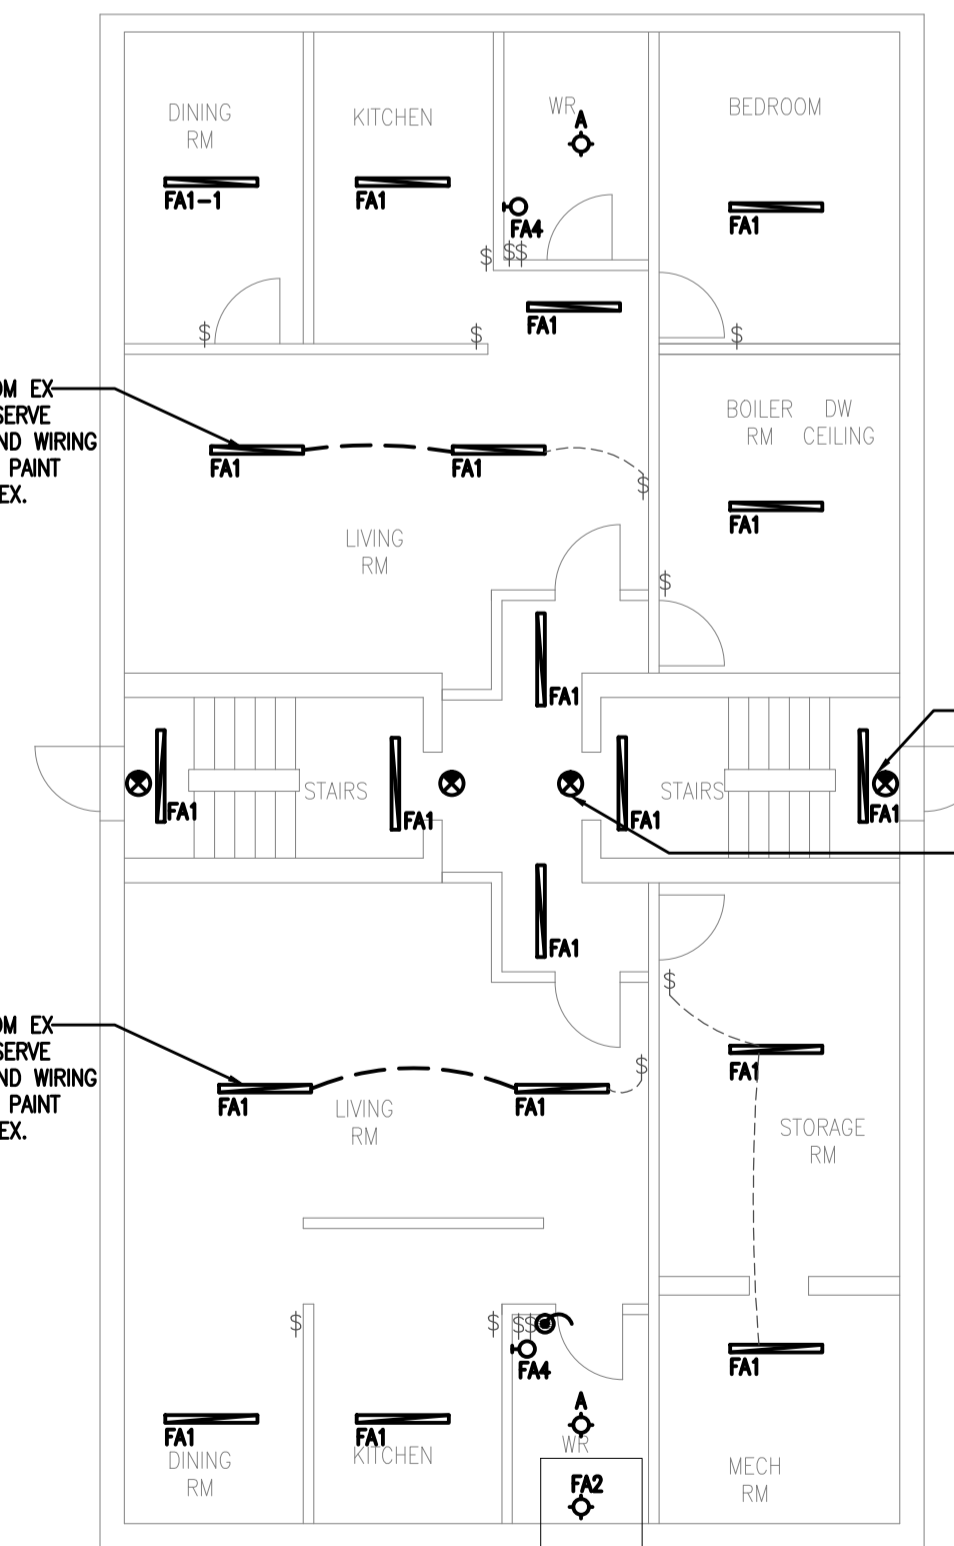 DINING
RM
KITCHEN
WR
A
BEDROOM
FA1-1
FA1
FA4
FA1
$
$$
FA1
$
$
$
OM EX
SERVE
ND WIRING
PAINT
EX.
BOILER
RM
DW
CEILING
FA1
FA1
$
FA1
LIVING
RM
$
FA1
STAIRS
STAIRS
FA1
FA1
FA1
FA1
FA1
$
OM EX
SERVE
ND WIRING
PAINT
EX.
$
FA1
FA1
FA1
LIVING
RM
STORAGE
RM
$
$
$$
FA4
FA1
A
FA1
FA1
WR
KITCHEN
DINING
RM
FA2
MECH
RM